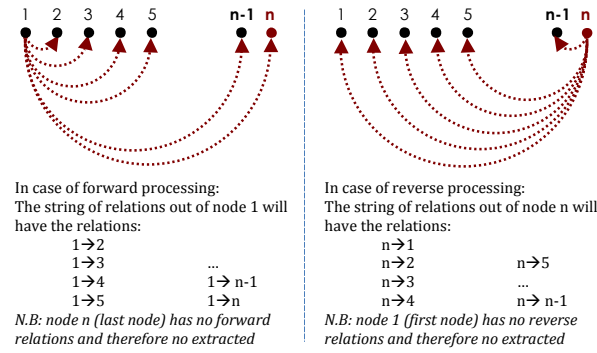 1 2 3 4 5 n-1 n
In case of forward processing:
The string of relations out of node 1 will
have the relations:
1→2
1→3 ...
1→4 1→ n-1
1→5 1→n
N.B: node n (last node) has no forward
relations and therefore no extracted
1 2 3 4 5 n-1 n
In case of reverse processing:
The string of relations out of node n will
have the relations:
n→1
n→2 n→5
n→3 ...
n→4 n→ n-1
N.B: node 1 (first node) has no reverse
relations and therefore no extracted